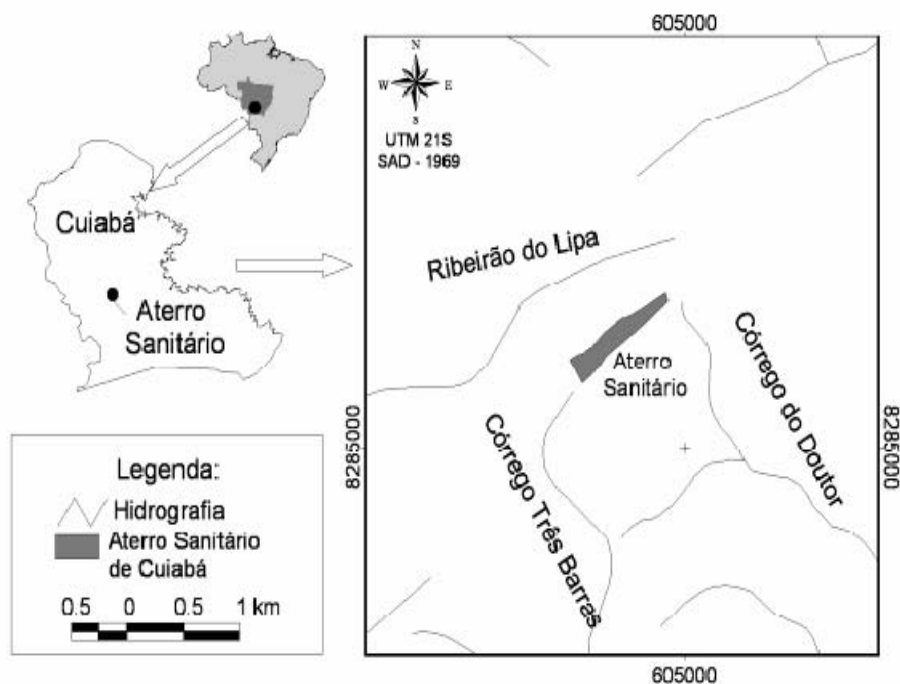 605000
N
W E
S
UTM 21S
SAD - 1969
Cuiabá
Aterro
Sanitário
Ribeirão do Lipa
Aterro
Sanitário
Córrego do Doutor
Córrego Três Barras
8285000
8285000
Legenda:
Hidrografia
Aterro Sanitário
de Cuiabá
0.5 0 0.5 1 km
605000